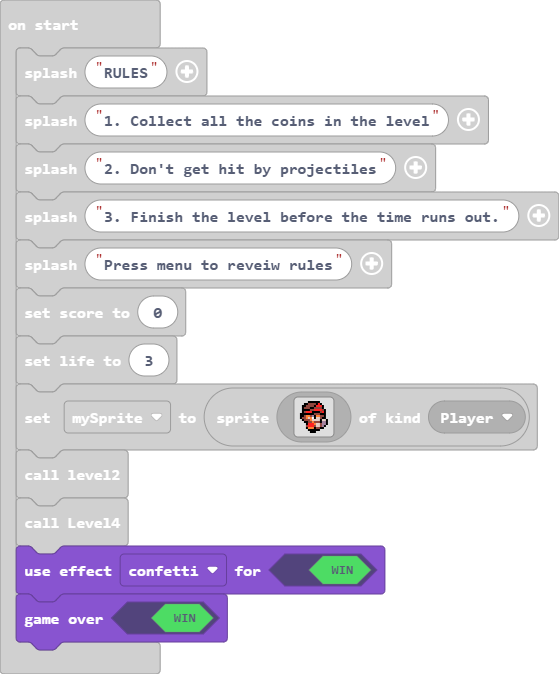 on start
splash "RULES"
splash "1. Collect all the coins in the level"
splash "2. Don't get hit by projectiles"
splash "3. Finish the level before the time runs out."
splash "Press menu to reveiw rules"
set score to 0
set life to 3
set mySprite to sprite of kind Player
call level2
call Level4
use effect confetti for WIN
game over WIN